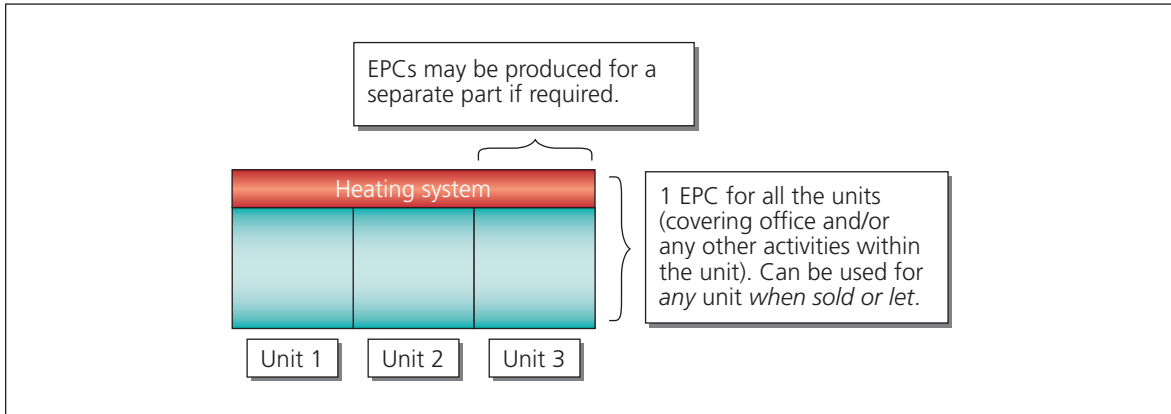 EPCs may be produced for a
separate part if required.
Heating system
1 EPC for all the units
(covering office and/or
any other activities within
the unit). Can be used for
any unit when sold or let.
Unit 1
Unit 2
Unit 3